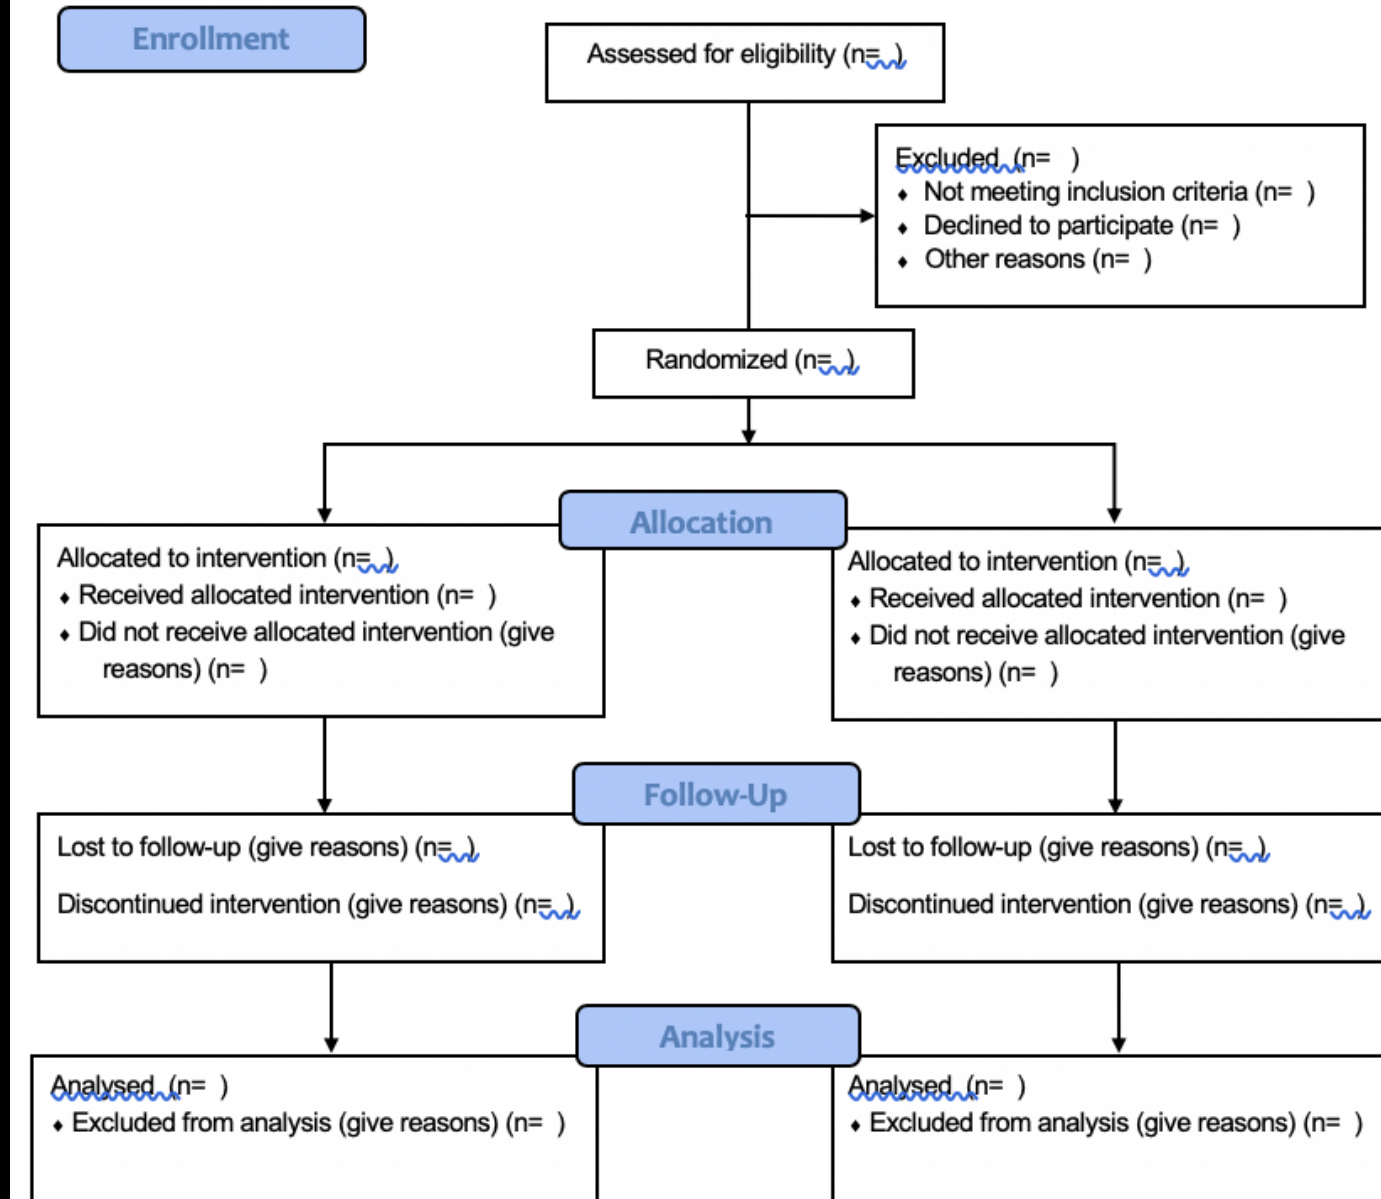 Enrollment
Assessed for eligibility (n=  )
Excluded  (n=   )
♦ Not meeting inclusion criteria (n=  )
♦ Declined to participate (n=  )
♦ Other reasons (n=  )
Randomized (n=  )
Allocation
Allocated to intervention (n=  )
♦ Received allocated intervention (n=  )
♦ Did not receive allocated intervention (give
reasons) (n=  )
Allocated to intervention (n=  )
♦ Received allocated intervention (n=  )
♦ Did not receive allocated intervention (give
reasons) (n=  )
Follow-Up
Lost to follow-up (give reasons) (n=  )
Discontinued intervention (give reasons) (n=  )
Lost to follow-up (give reasons) (n=  )
Discontinued intervention (give reasons) (n=  )
Analysis
Analysed  (n=  )
♦ Excluded from analysis (give reasons) (n=  )
Analysed  (n=  )
♦ Excluded from analysis (give reasons) (n=  )